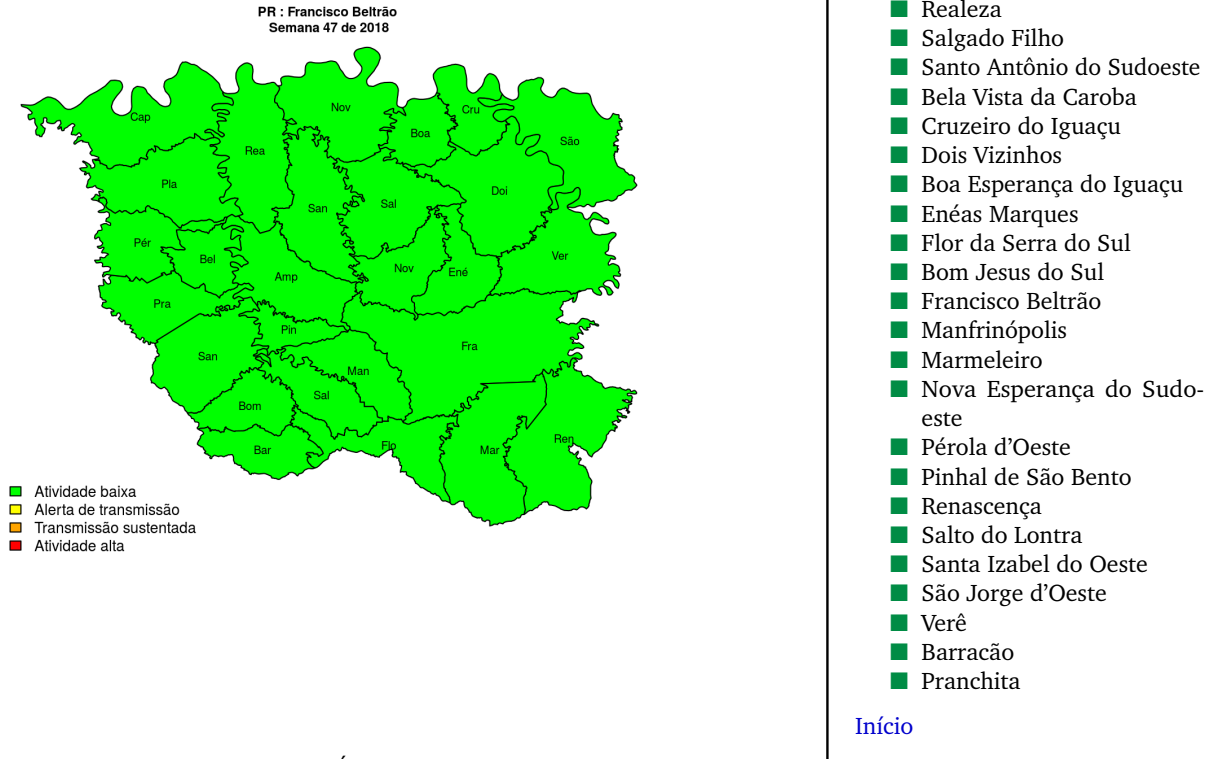 PR : Francisco Beltrão
Semana 47 de 2018
Cap
Nov
Cru
Boa
São
Rea
Pla
Doi
San
Sal
Pér
Bel
Ver
Nov
Ené
Amp
Pra
Pin
Fra
San
Man
Sal
Bom
Ren
Flo
Bar
Mar
Atividade baixa
Alerta de transmissão
Transmissão sustentada
Atividade alta
Realeza
Salgado Filho
Santo Antônio do Sudoeste
Bela Vista da Caroba
Cruzeiro do Iguaçu
Dois Vizinhos
Boa Esperança do Iguaçu
Enéas Marques
Flor da Serra do Sul
Bom Jesus do Sul
Francisco Beltrão
Manfrinópolis
Marmeleiro
Nova Esperança do Sudo-
este
Pérola d'Oeste
Pinhal de São Bento
Renascença
Salto do Lontra
Santa Izabel do Oeste
São Jorge d'Oeste
Verê
Barracão
Pranchita
Início